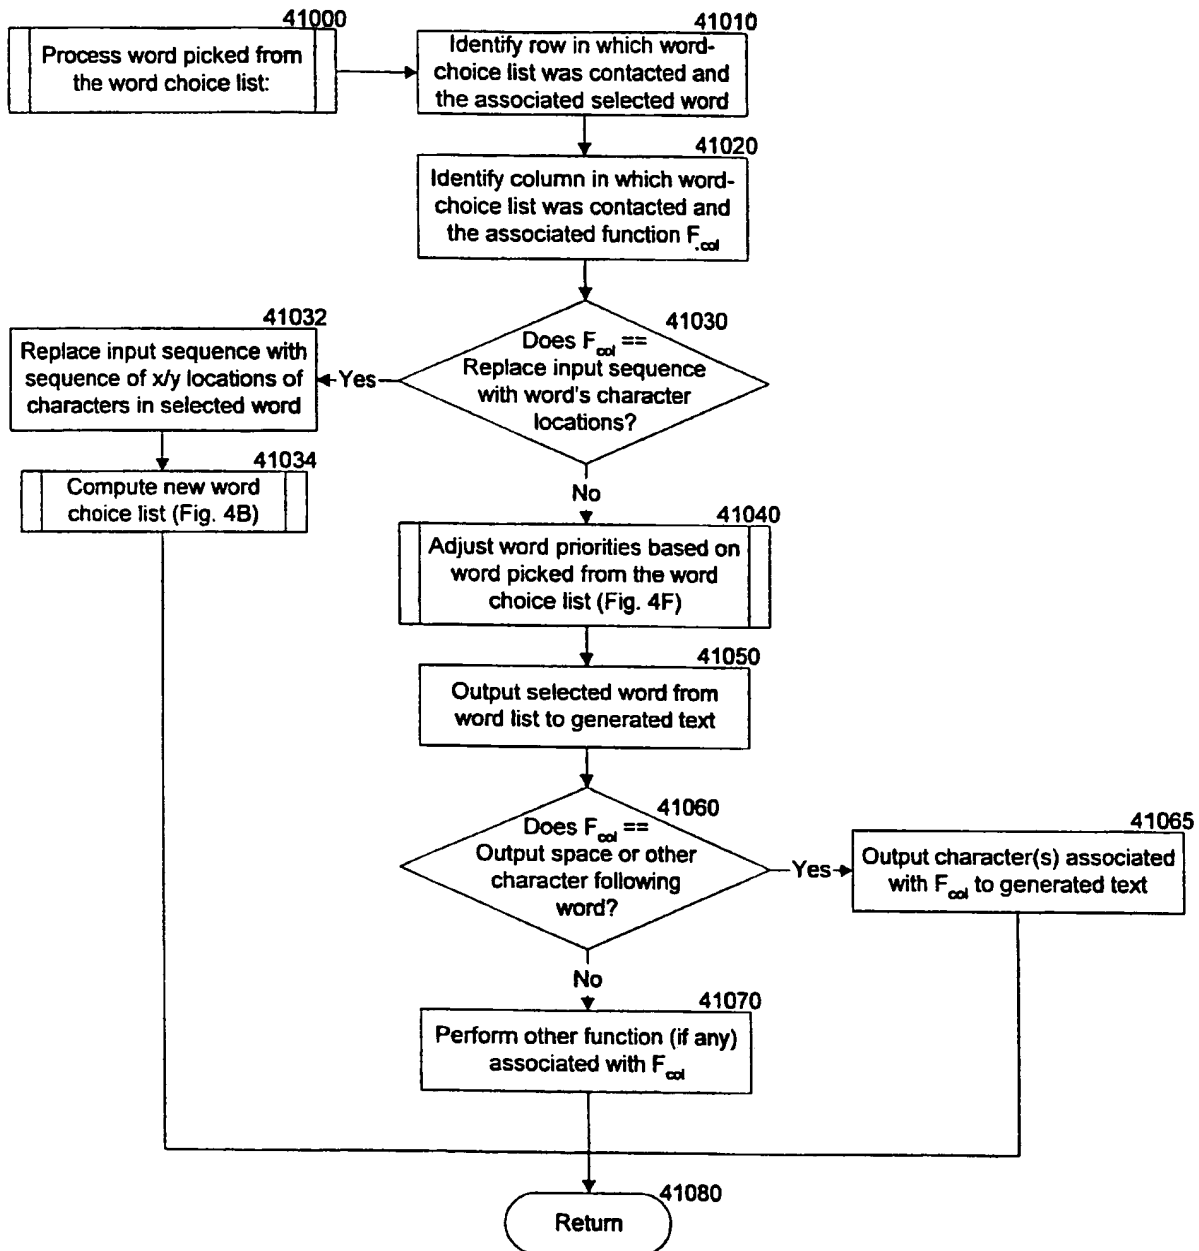 41000
Process word picked from
the word choice list:
41010
Identify row in which word-
choice list was contacted and
the associated selected word
41020
Identify column in which word-
choice list was contacted and
the associated function F.col
41030
Does Fcol ==
Replace input sequence
with word's character
locations?
Yes
41032
Replace input sequence with
sequence of x/y locations of
characters in selected word
41034
Compute new word
choice list (Fig. 4B)
No
41040
Adjust word priorities based on
word picked from the word
choice list (Fig. 4F)
41050
Output selected word from
word list to generated text
41060
Does Fcol ==
Output space or other
character following
word?
Yes
41065
Output character(s) associated
with Fcol to generated text
No
41070
Perform other function (if any)
associated with Fcol
41080
Return